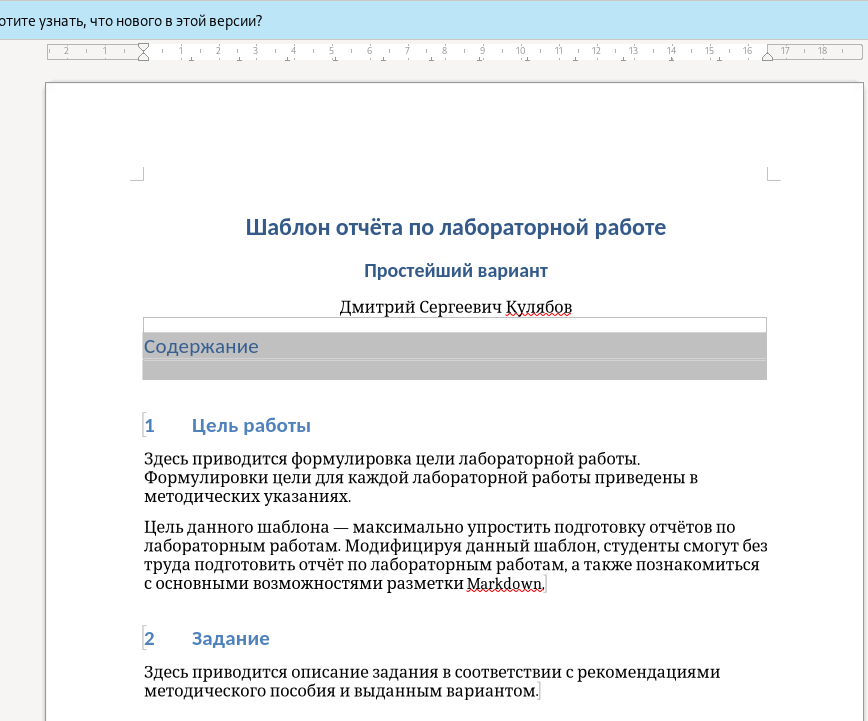 отите узнать, что нового в этой версии?
2 1 1 2 3 4 5 6 7 8 9 10 11 12 13 14 15 16 17 18
Шаблон отчёта по лабораторной работе
Простейший вариант
Дмитрий Сергеевич Кулябов
Содержание
1 Цель работы
Здесь приводится формулировка цели лабораторной работы.
Формулировки цели для каждой лабораторной работы приведены в
методических указаниях.
Цель данного шаблона — максимально упростить подготовку отчётов по
лабораторным работам. Модифицируя данный шаблон, студенты смогут без
труда подготовить отчёт по лабораторным работам, а также познакомиться
с основными возможностями разметки Markdown.
2 Задание
Здесь приводится описание задания в соответствии с рекомендациями
методического пособия и выданным вариантом.